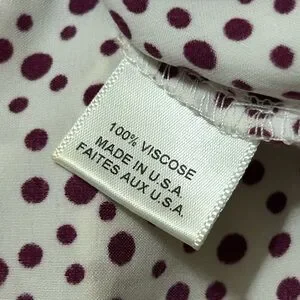 100% VISCOSE
MADE IN U.S.A
FAITES AUX U.S.A.